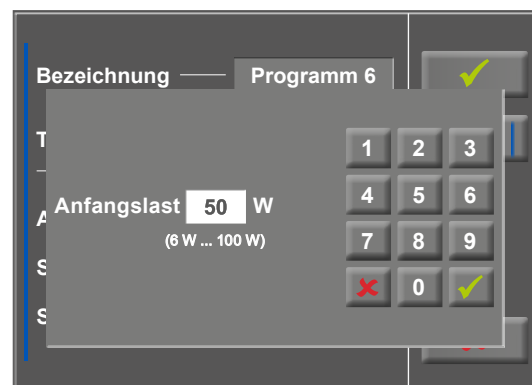 Bezeichnung Programm 6
T
A
S
S
Anfangslast 50 W
(6 W ... 100 W)
1 2 3
4 5 6
7 8 9
0